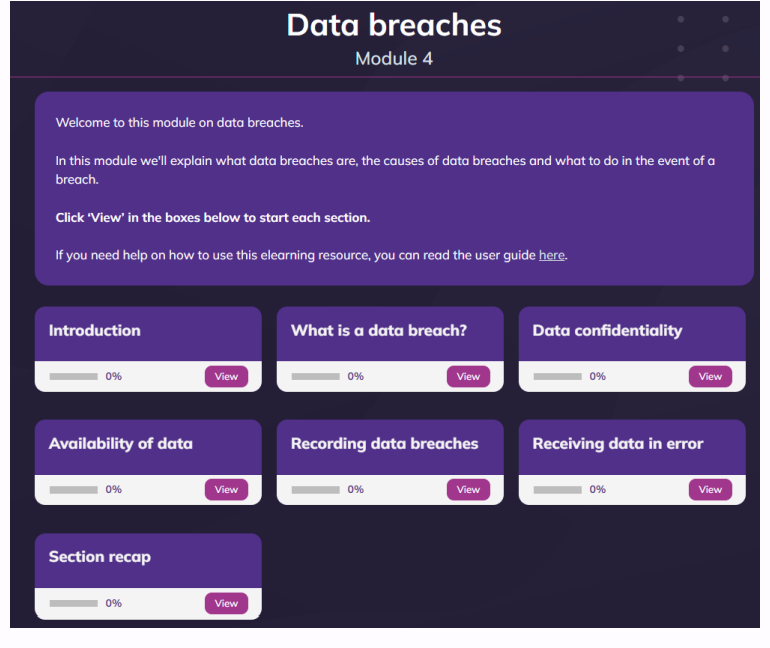 Data breaches
Module 4
Welcome to this module on data breaches.
In this module we'll explain what data breaches are, the causes of data breaches and what to do in the event of a
breach.
Click ‘View’ in the boxes below to start each section.
If you need help on how to use this elearning resource, you can read the user guide here.
Introduction
0%
View
What is a data breach?
0%
View
Data confidentiality
0%
View
Availability of data
0%
View
Recording data breaches
0%
View
Receiving data in error
0%
View
Section recap
0%
View